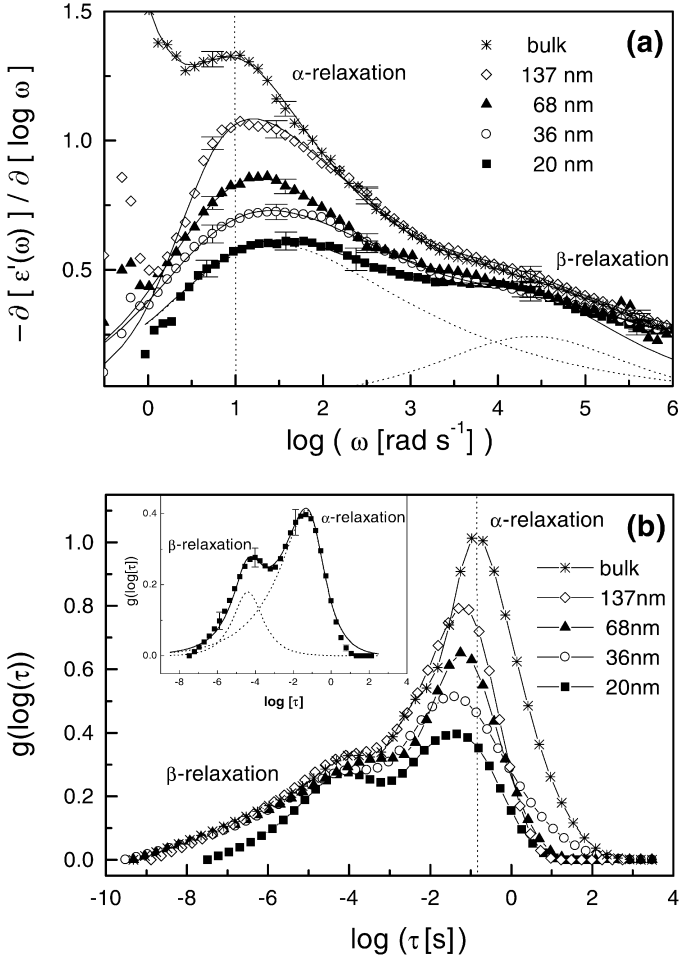 (a)
bulk
137 nm
68 nm
36 nm
20 nm
α-relaxation
β-relaxation
1.5
1.0
0.5
−∂ [ ε'(ω) ] / ∂ [ log ω ]
0 1 2 3 4 5 6
log ( ω [rad s⁻¹] )
(b)
α-relaxation
bulk
137nm
68nm
36nm
20nm
β-relaxation
1.0
0.8
0.6
0.4
0.2
0.0
g(log(τ))
-10 -8 -6 -4 -2 0 2 4
log (τ[s])
α-relaxation
β-relaxation
0.4
0.2
0.0
g(log[τ])
-8 -6 -4 -2 0 2 4
log [τ]